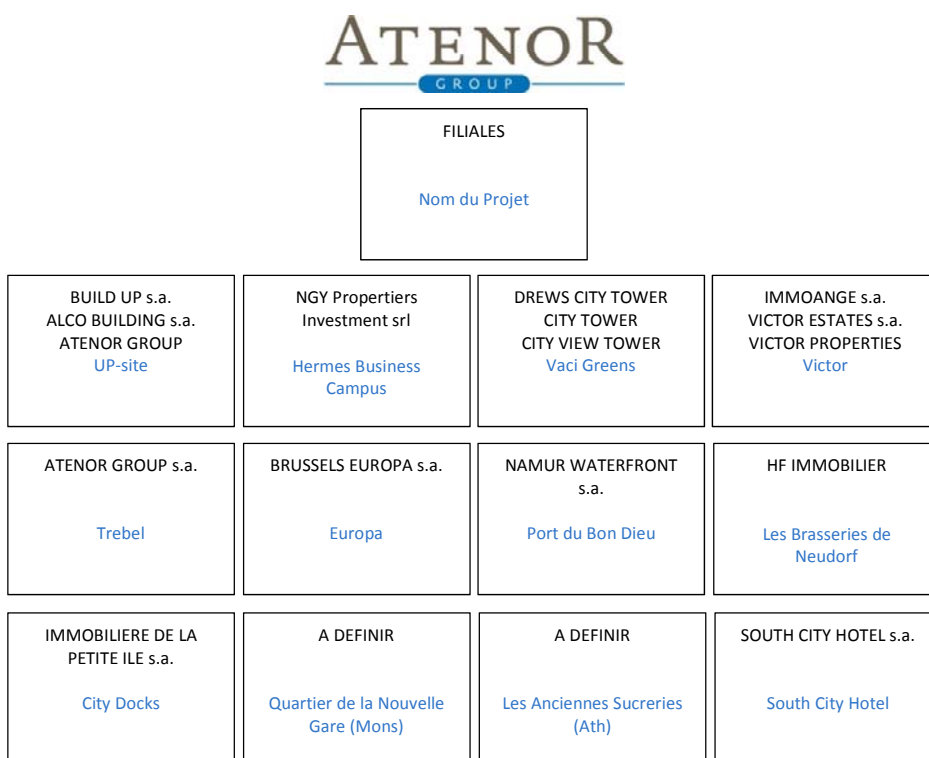 ATENOR
GROUP
FILIALES
Nom du Projet
BUILD UP s.a.
ALCO BUILDING s.a.
ATENOR GROUP
UP-site
NGY Propertiers
Investment srl
Hermes Business
Campus
DREWS CITY TOWER
CITY TOWER
CITY VIEW TOWER
Vaci Greens
IMMOANGE s.a.
VICTOR ESTATES s.a.
VICTOR PROPERTIES
Victor
ATENOR GROUP s.a.
Trebel
BRUSSELS EUROPA s.a.
Europa
NAMUR WATERFRONT
s.a.
Port du Bon Dieu
HF IMMOBILIER
Les Brasseries de
Neudorf
IMMOBILIERE DE LA
PETITE ILE s.a.
City Docks
A DEFINIR
Quartier de la Nouvelle
Gare (Mons)
A DEFINIR
Les Anciennes Sucreries
(Ath)
SOUTH CITY HOTEL s.a.
South City Hotel